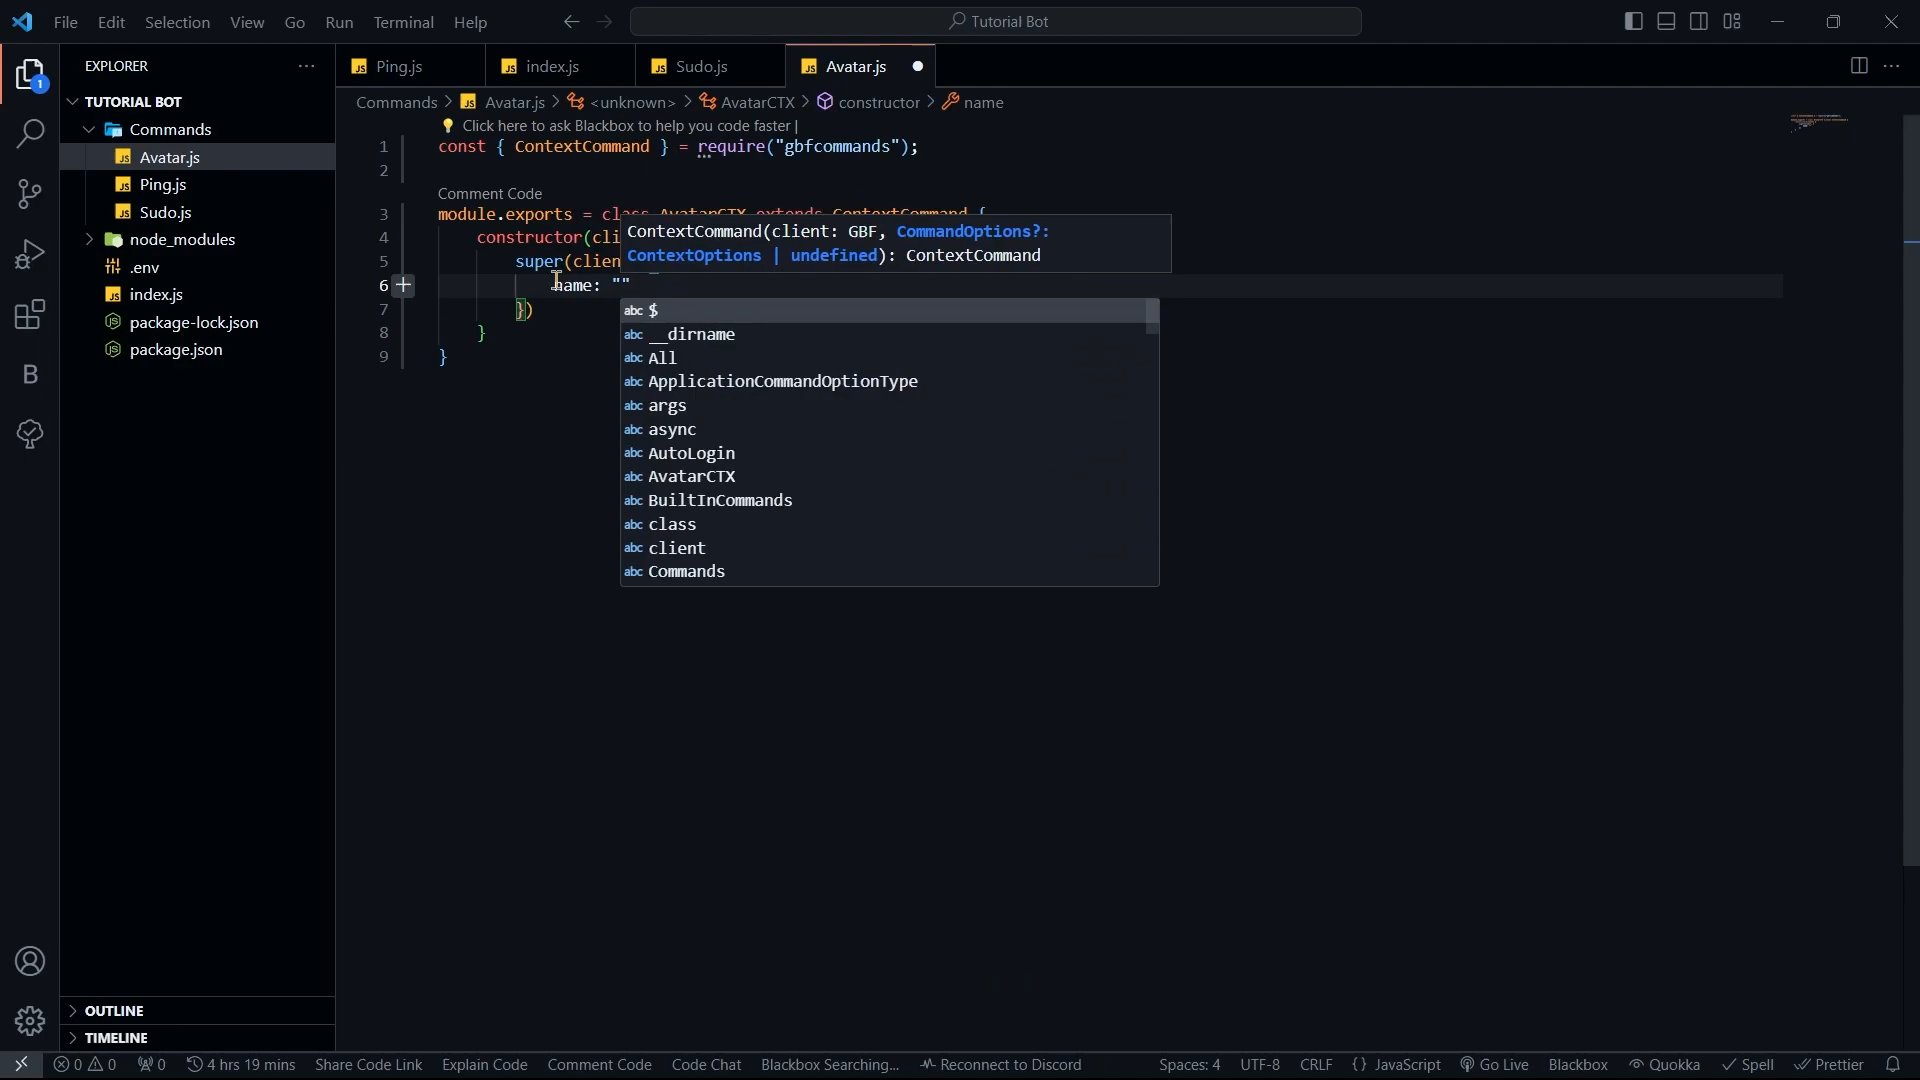 File Edit Selection View Go Run Terminal Help
Tutorial Bot
EXPLORER
Ping.js
index.js
Sudo.js
Avatar.js
1
TUTORIAL BOT
Commands
Avatar.js
Ping.js
Sudo.js
node_modules
.env
index.js
package-lock.json
package.json
B
OUTLINE
TIMELINE
Commands > JS Avatar.js > <unknown> > AvatarCTX > constructor > name
Click here to ask Blackbox to help you code faster |
1 const { ContextCommand } = require("gbfcommands");
2
Comment Code
3 module.exports = class AvatarCTX extends ContextCommand {
4 constructor(cli
5 super(clien
6 name: ""
7 })
8 }
9 }
ContextCommand(client: GBF, CommandOptions?:
ContextOptions | undefined): ContextCommand
abc $
abc __dirname
abc All
abc ApplicationCommandOptionType
abc args
abc async
abc AutoLogin
abc AvatarCTX
abc BuiltInCommands
abc class
abc client
abc Commands
0 0 0 4 hrs 19 mins Share Code Link Explain Code Comment Code Code Chat Blackbox Searching... Reconnect to Discord Spaces: 4 UTF-8 CRLF {} JavaScript Go Live Blackbox Quokka Spell Prettier